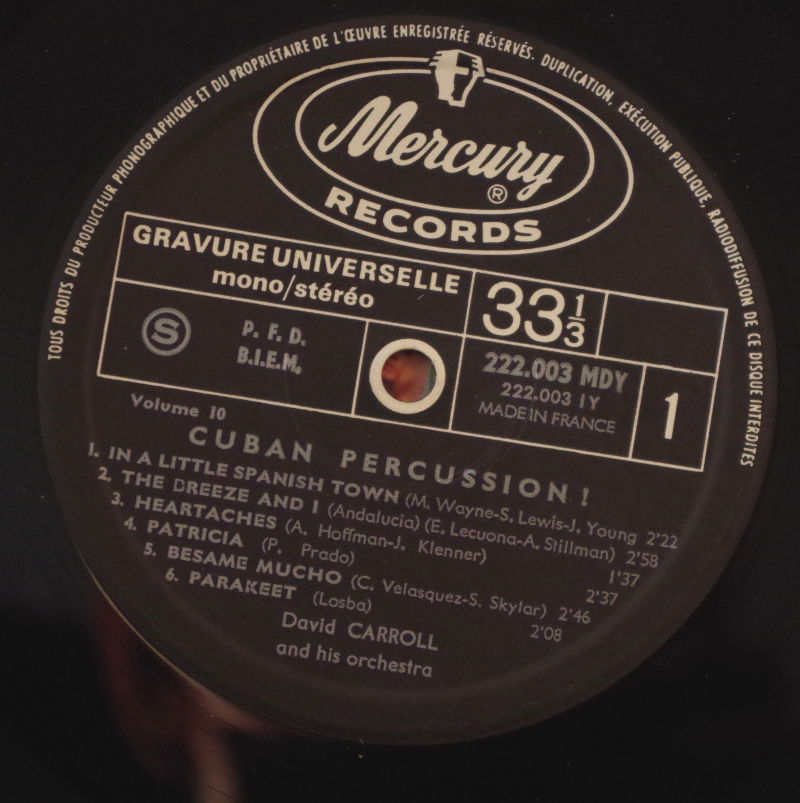 TOUS DROITS DU PRODUCTEUR PHONOGRAPHIQUE ET DU PROPRIÉTAIRE DE L'ŒUVRE ENREGISTRÉE RÉSERVÉS. DUPLICATION, EXÉCUTION PUBLIQUE, RADIODIFFUSION DE CE DISQUE INTERDITES
Mercury ®
RECORDS
GRAVURE UNIVERSELLE
mono/stéréo
33 1/3
S
P. F. D.
B.I.E.M.
222.003 MDY
222.003 1Y
MADE IN FRANCE
1
Volume 10
CUBAN PERCUSSION!
1. IN A LITTLE SPANISH TOWN (M. Wayne-S. Lewis-J. Young 2'22
2. THE DREEZE AND I (Andalucia) (E. Lecuona-A. Stillman) 2'58
3. HEARTACHES (A. Hoffman-J. Klenner) 1'37
4. PATRICIA (P. Prado) 2'37
5. BESAME MUCHO (C. Velasquez-S. Skylar) 2'46
6. PARAKEET (Losba) 2'08
David CARROLL
and his orchestra